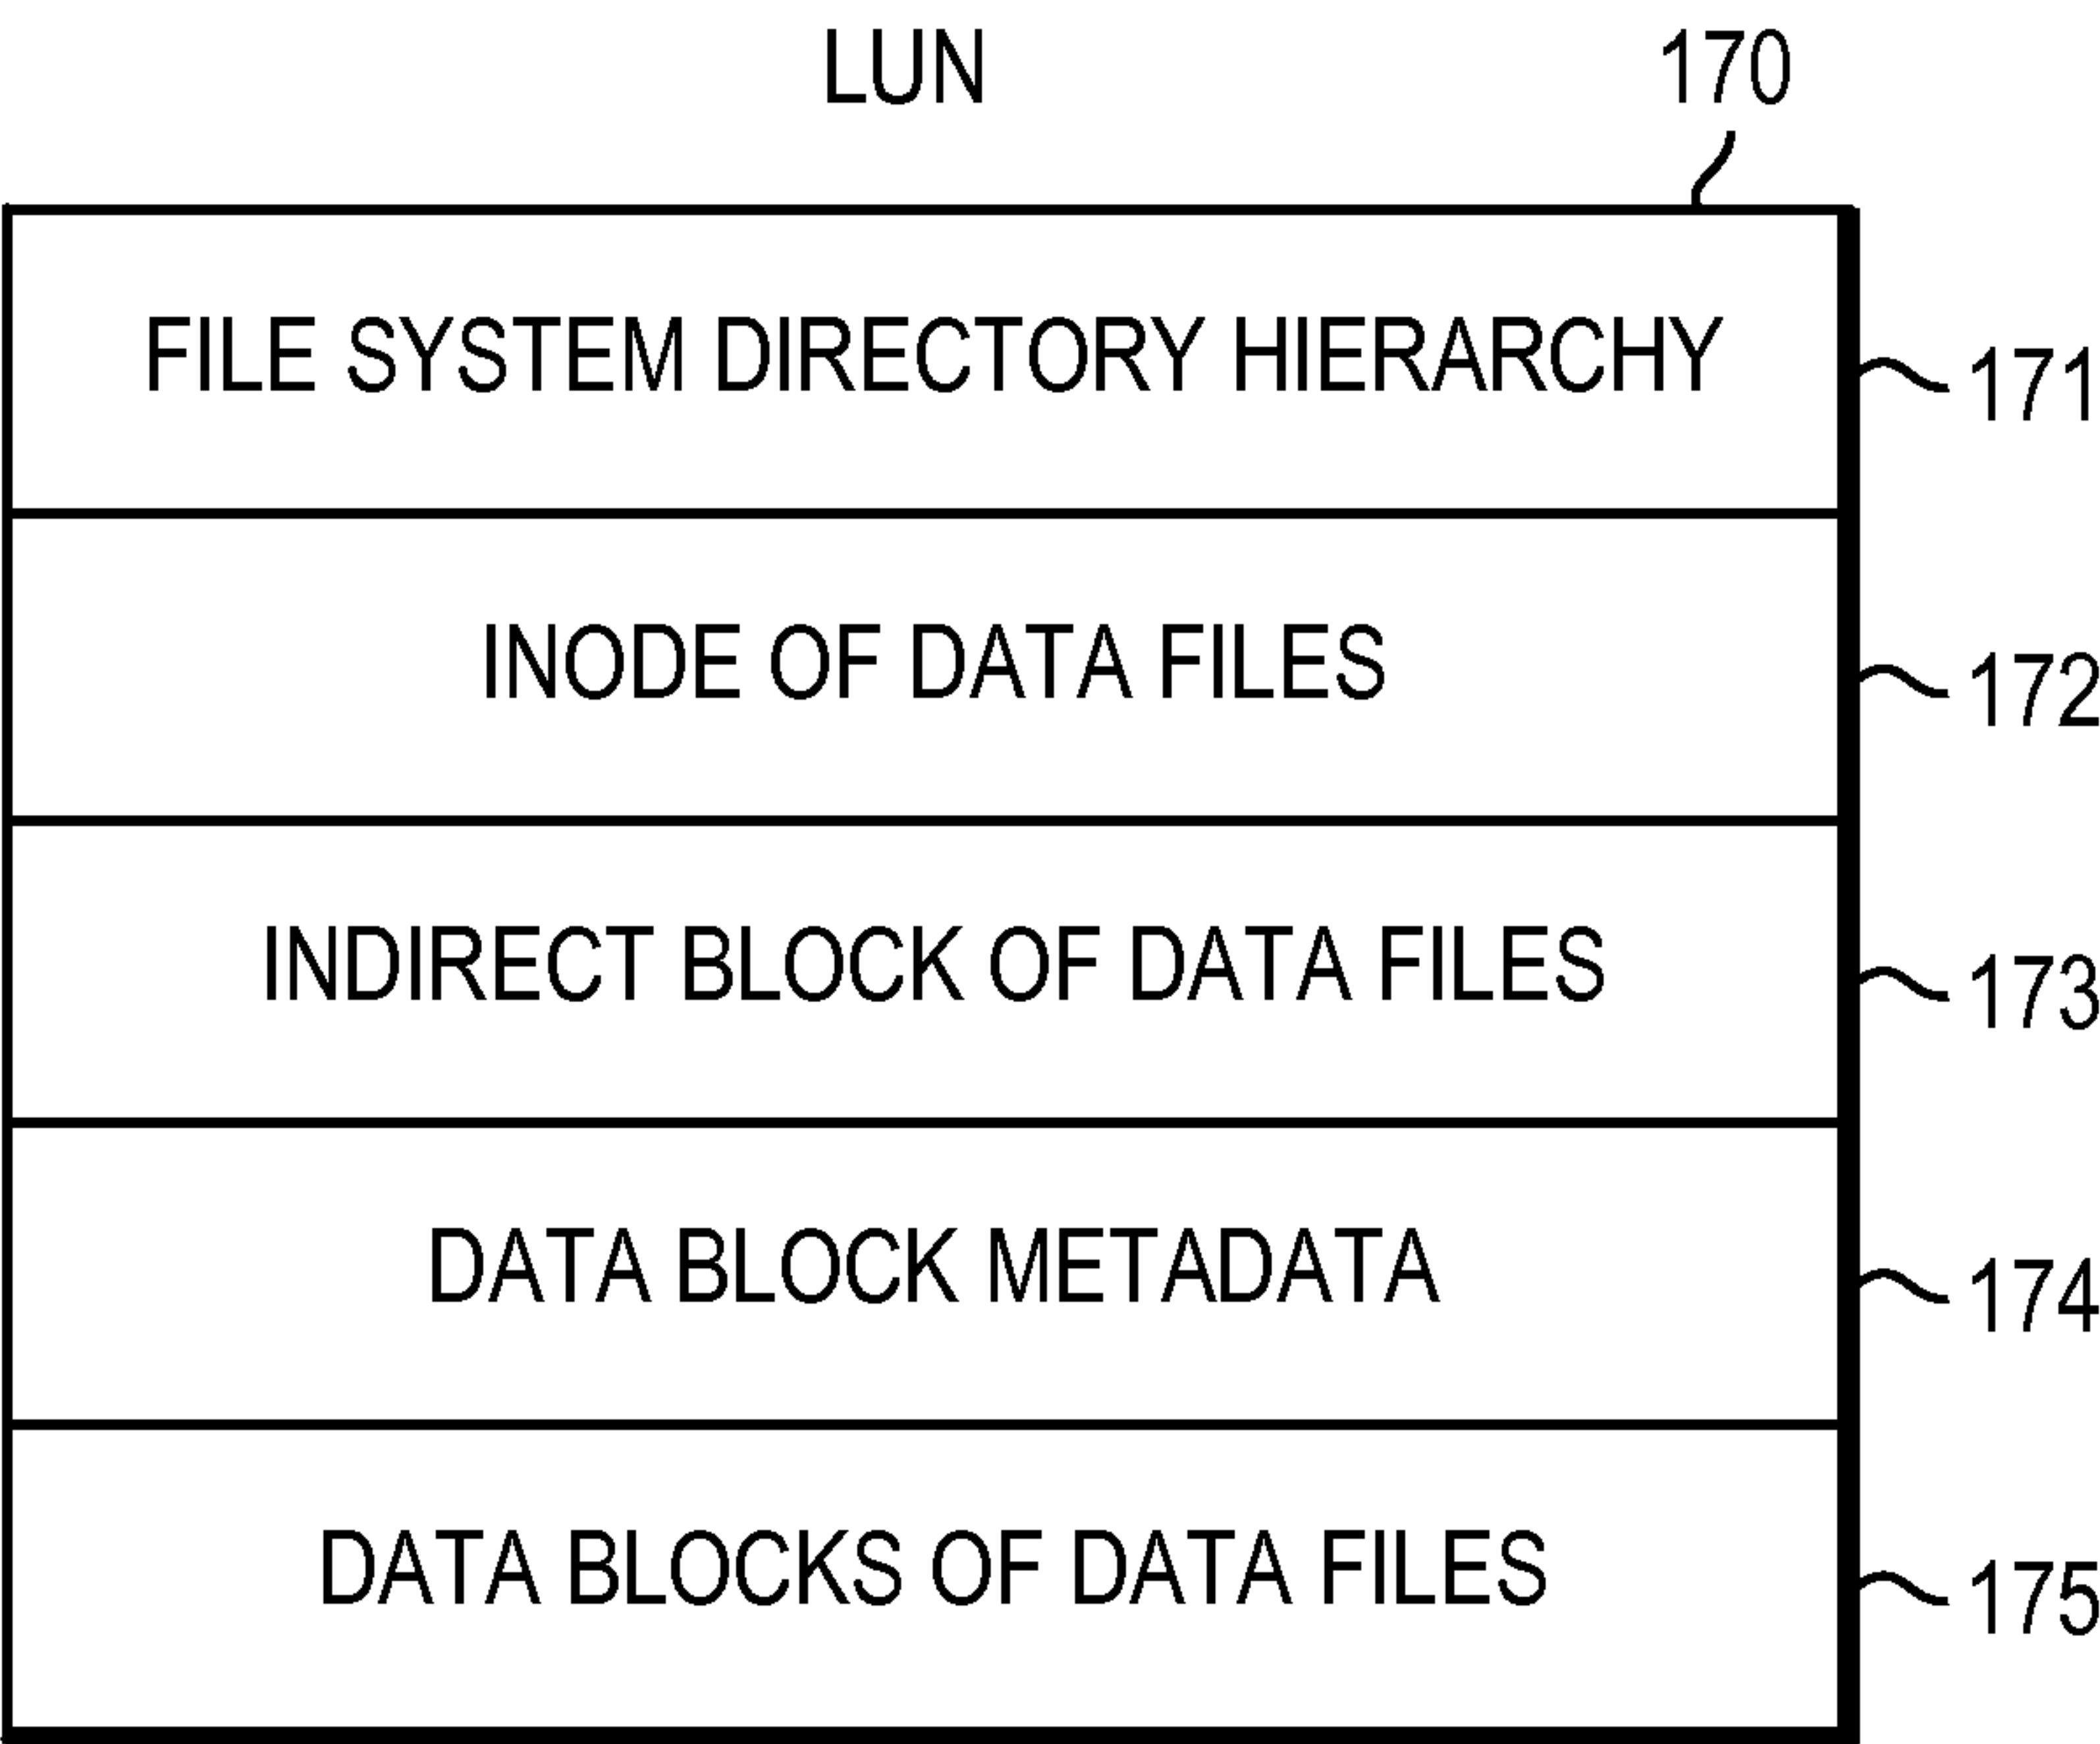 LUN
170
FILE SYSTEM DIRECTORY HIERARCHY
171
INODE OF DATA FILES
172
INDIRECT BLOCK OF DATA FILES
173
DATA BLOCK METADATA
174
DATA BLOCKS OF DATA FILES
175